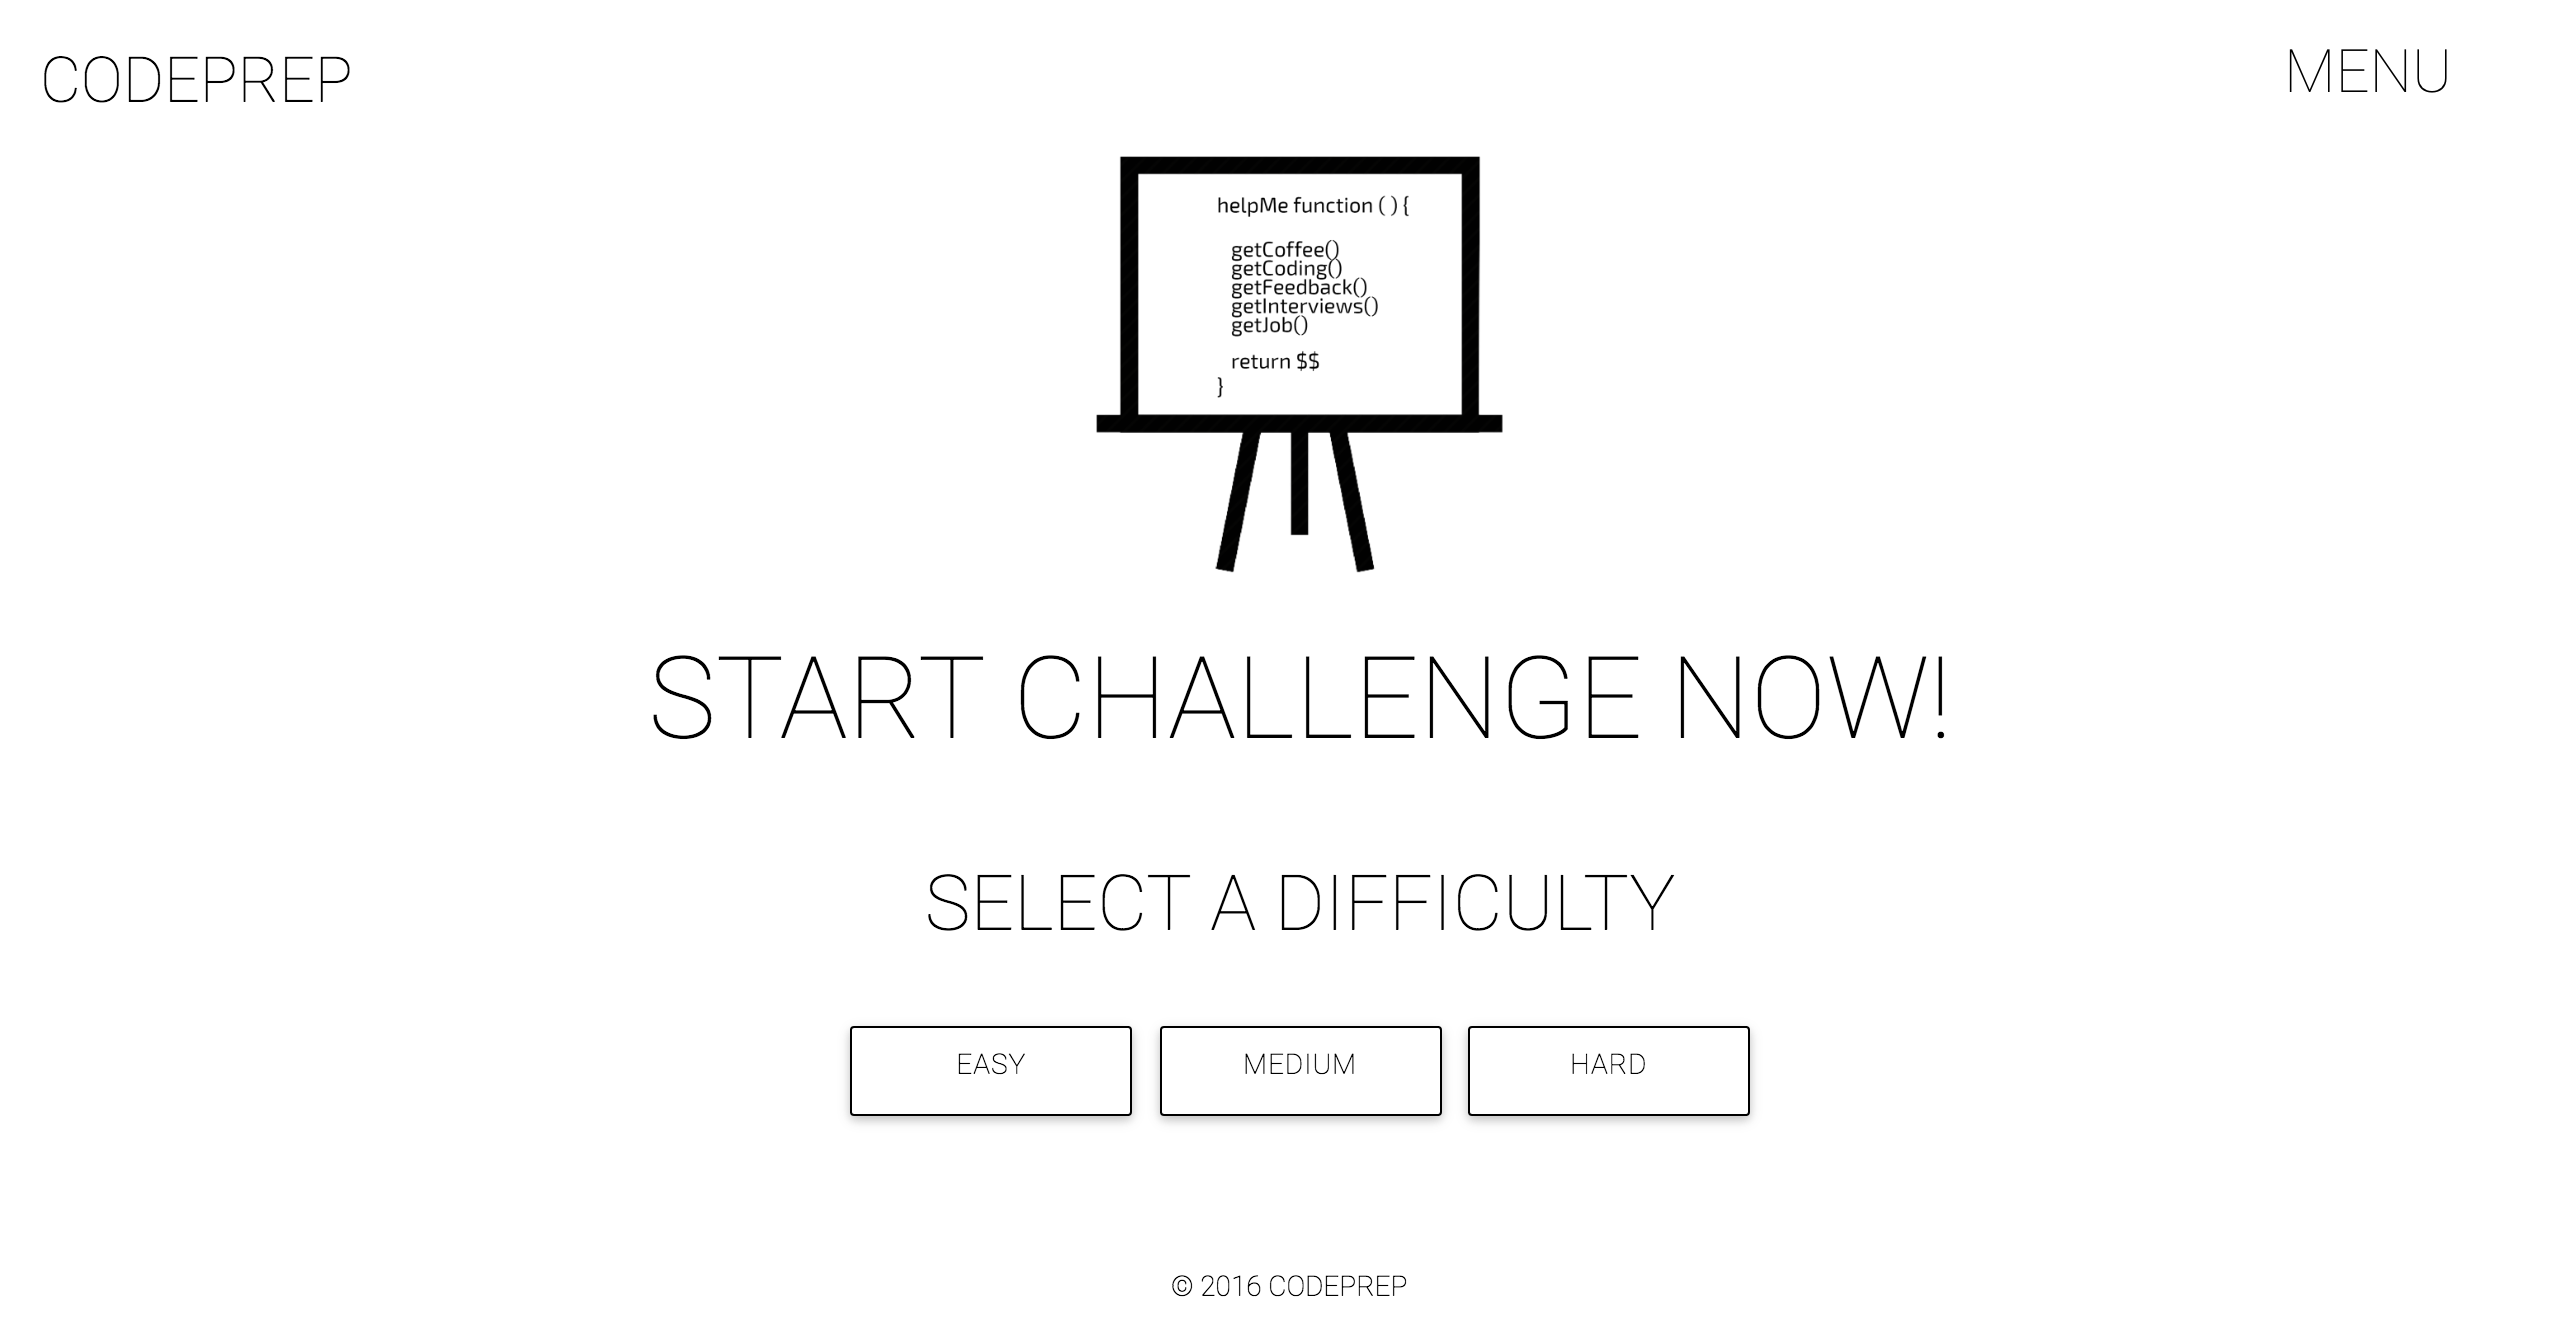 CODEPREP
MENU
helpMe function ( ) {
getCoffee()
getCoding()
getFeedback()
getInterviews()
getJob()
return $$
}
START CHALLENGE NOW!
SELECT A DIFFICULTY
EASY
MEDIUM
HARD
© 2016 CODEPREP